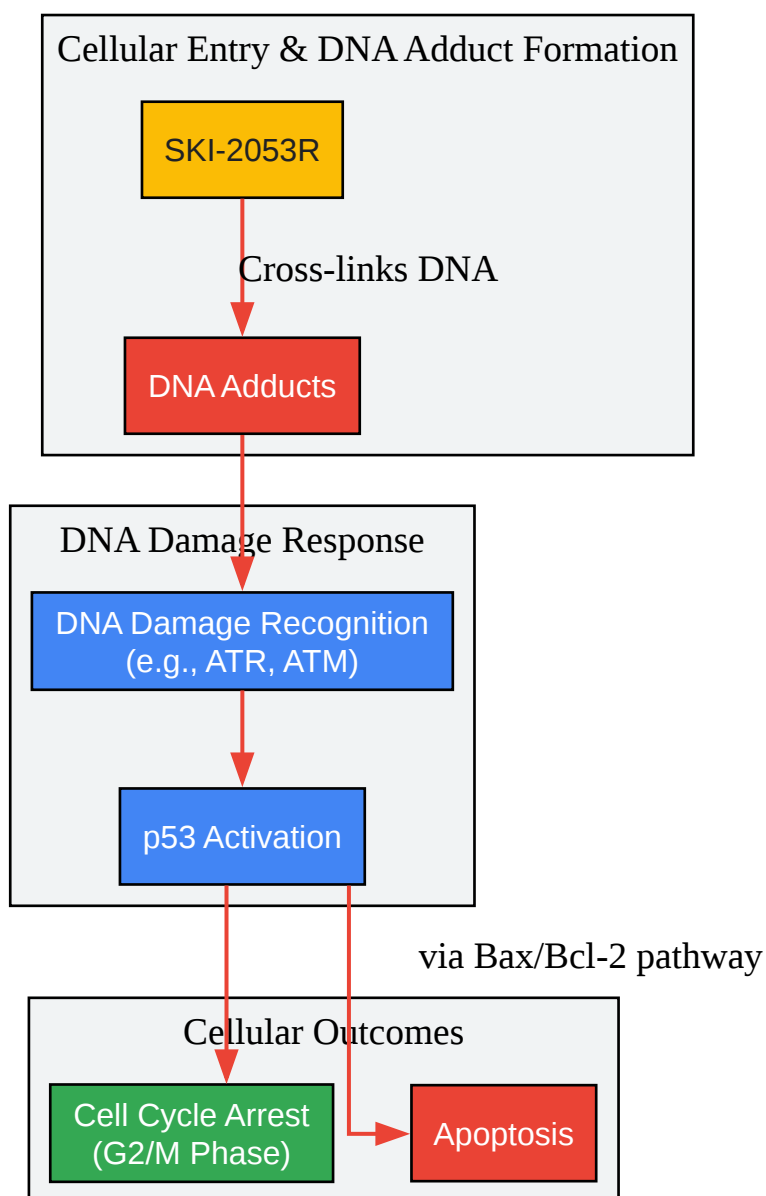 Cellular Entry & DNA Adduct Formation
SKI-2053R
Cross-links DNA
DNA Adducts
DNA Damage Response
DNA Damage Recognition
(e.g., ATR, ATM)
p53 Activation
via Bax/Bcl-2 pathway
Cellular Outcomes
Cell Cycle Arrest
(G2/M Phase)
Apoptosis